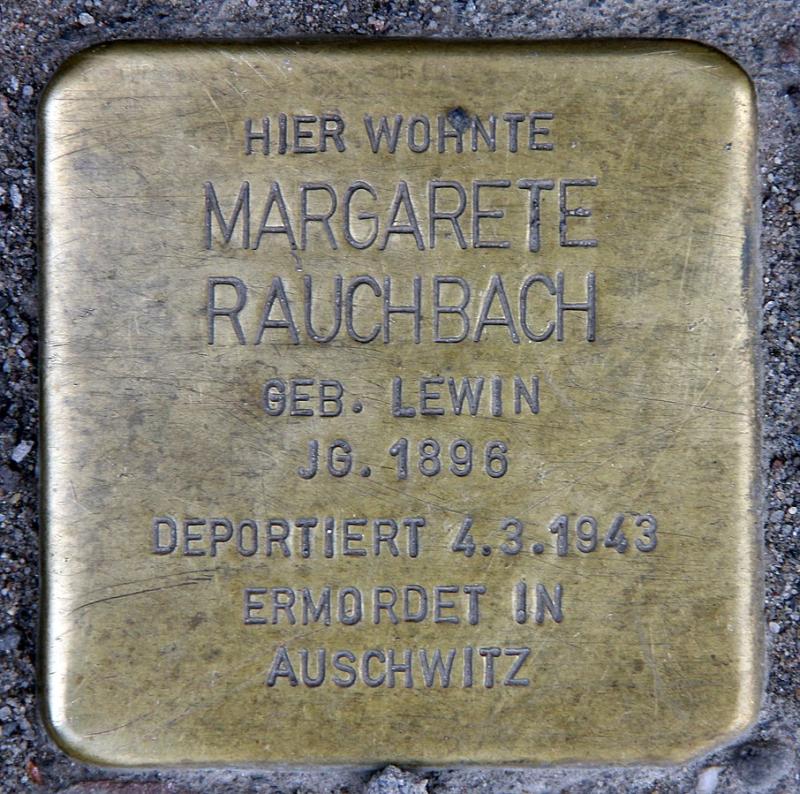 HIER WOHNTE
MARGARETE
RAUCHBACH
GEB. LEWIN
JG. 1896
DEPORTIERT 4.3.1943
ERMORDET IN
AUSCHWITZ